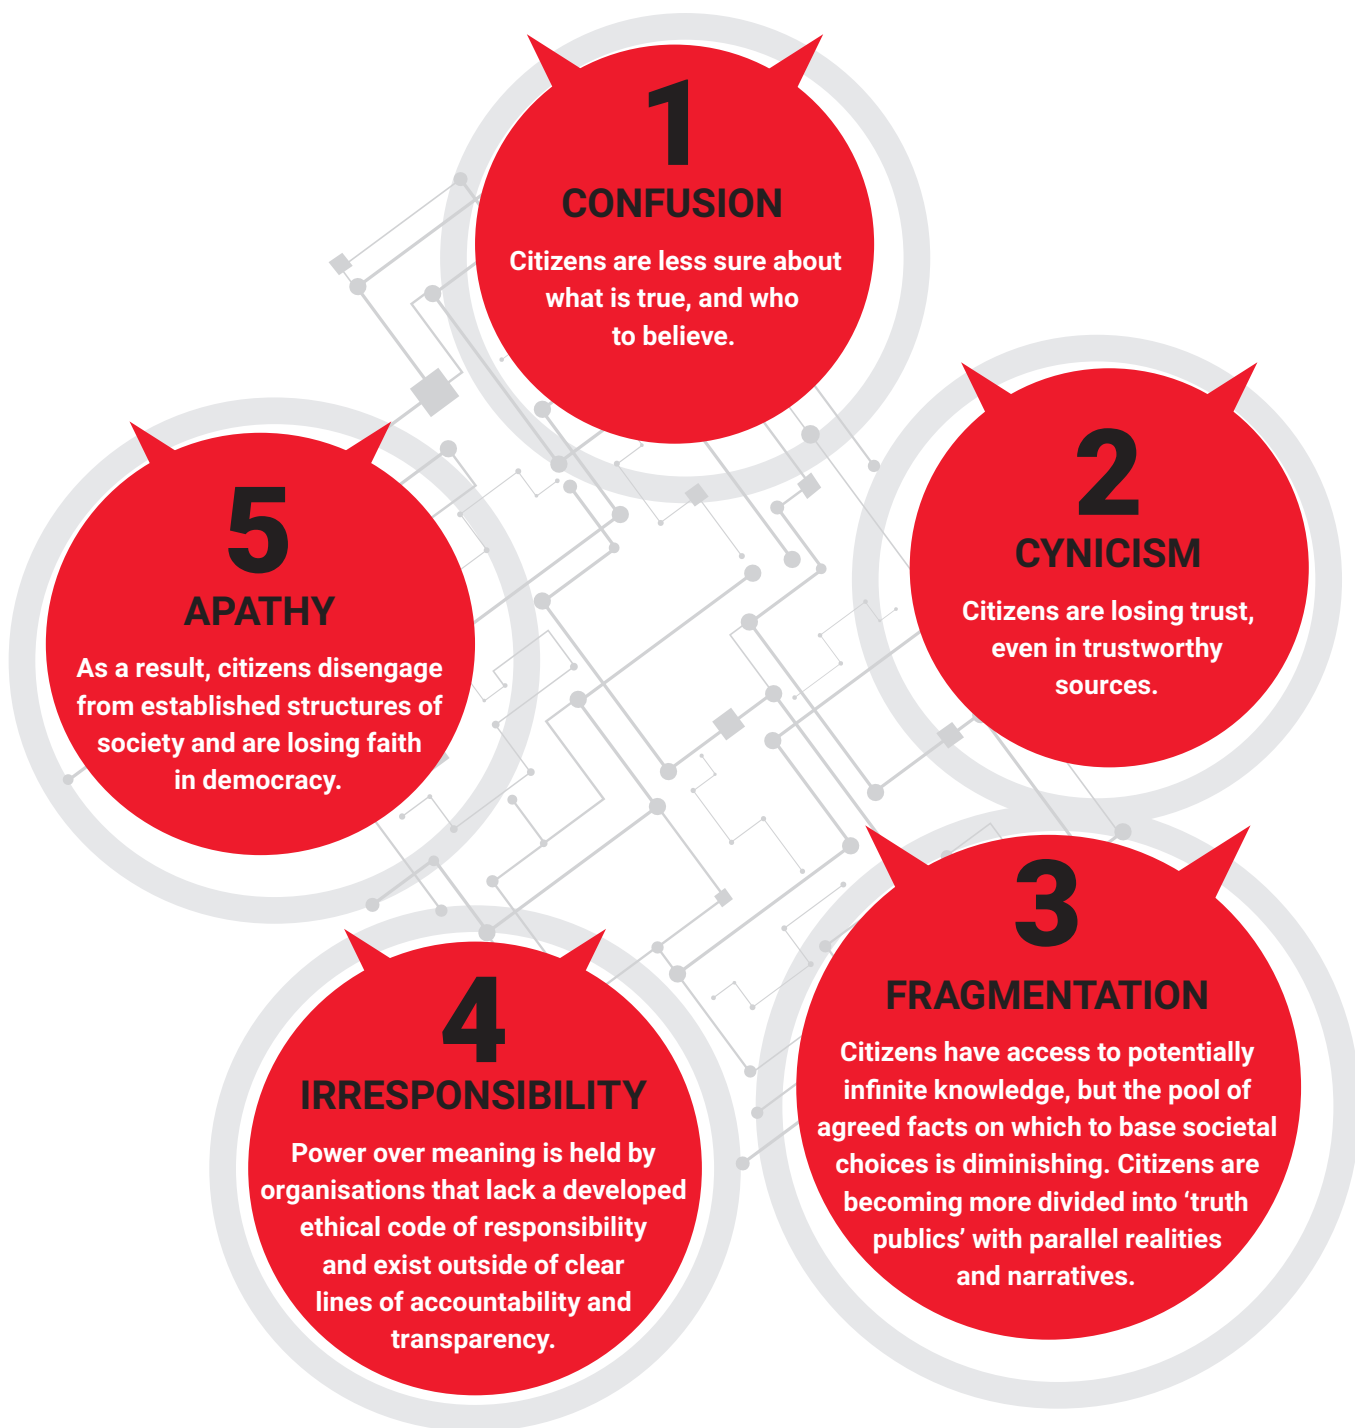 1
CONFUSION
Citizens are less sure about
what is true, and who
to believe.
2
CYNICISM
Citizens are losing trust,
even in trustworthy
sources.
3
FRAGMENTATION
Citizens have access to potentially
infinite knowledge, but the pool of
agreed facts on which to base societal
choices is diminishing. Citizens are
becoming more divided into ‘truth
publics’ with parallel realities
and narratives.
4
IRRESPONSIBILITY
Power over meaning is held by
organisations that lack a developed
ethical code of responsibility
and exist outside of clear
lines of accountability and
transparency.
5
APATHY
As a result, citizens disengage
from established structures of
society and are losing faith
in democracy.